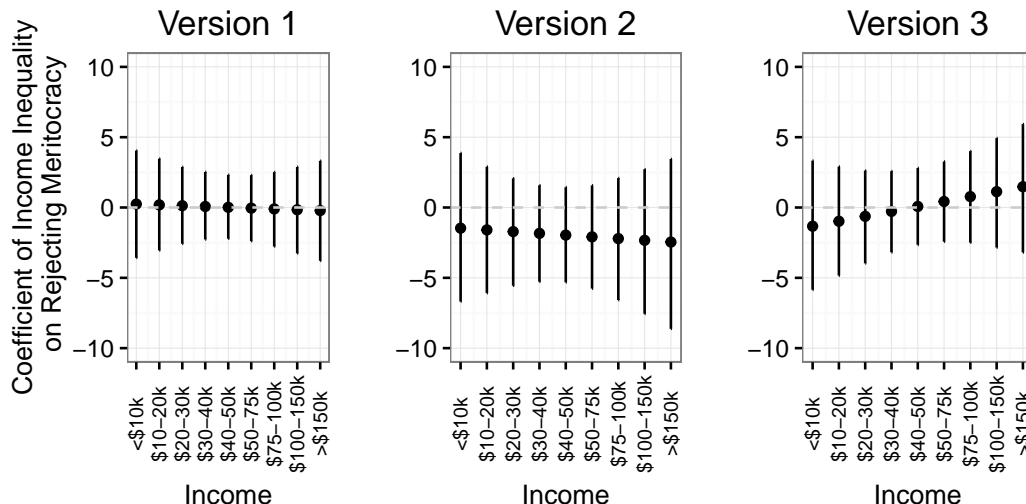 Version 1
Version 2
Version 3
Coefficient of Income Inequality
on Rejecting Meritocracy
10
5
0
−5
−10
10
5
0
−5
−10
10
5
0
−5
−10
<$10k
$10−20k
$20−30k
$30−40k
$40−50k
$50−75k
$75−100k
$100−150k
>$150k
<$10k
$10−20k
$20−30k
$30−40k
$40−50k
$50−75k
$75−100k
$100−150k
>$150k
<$10k
$10−20k
$20−30k
$30−40k
$40−50k
$50−75k
$75−100k
$100−150k
>$150k
Income
Income
Income